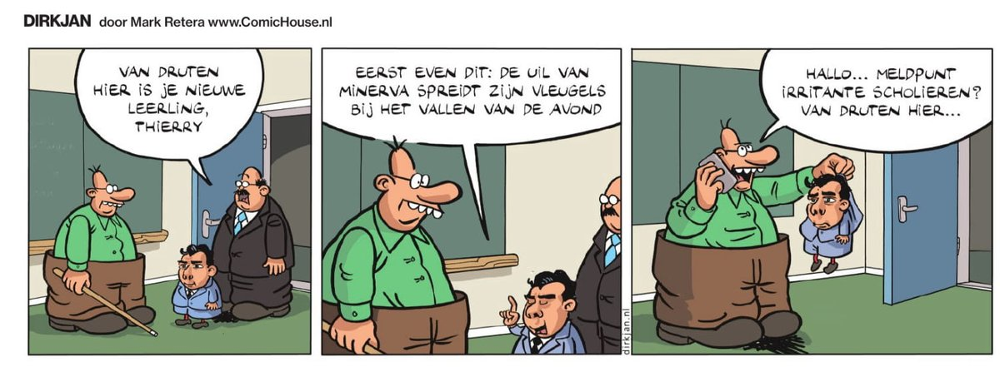 DIRKJAN door Mark Retera www.ComicHouse.nl
VAN DRUTEN
HIER IS JE NIEUWE
LEERLING,
THIERRY
EERST EVEN DIT: DE UIL VAN
MINERVA SPREIDT ZIJN VLEUGELS
BIJ HET VALLEN VAN DE AVOND
HALLO... MELDPUNT
IRRITANTE SCHOLIEREN?
VAN DRUTEN HIER...
dirkjan.nl